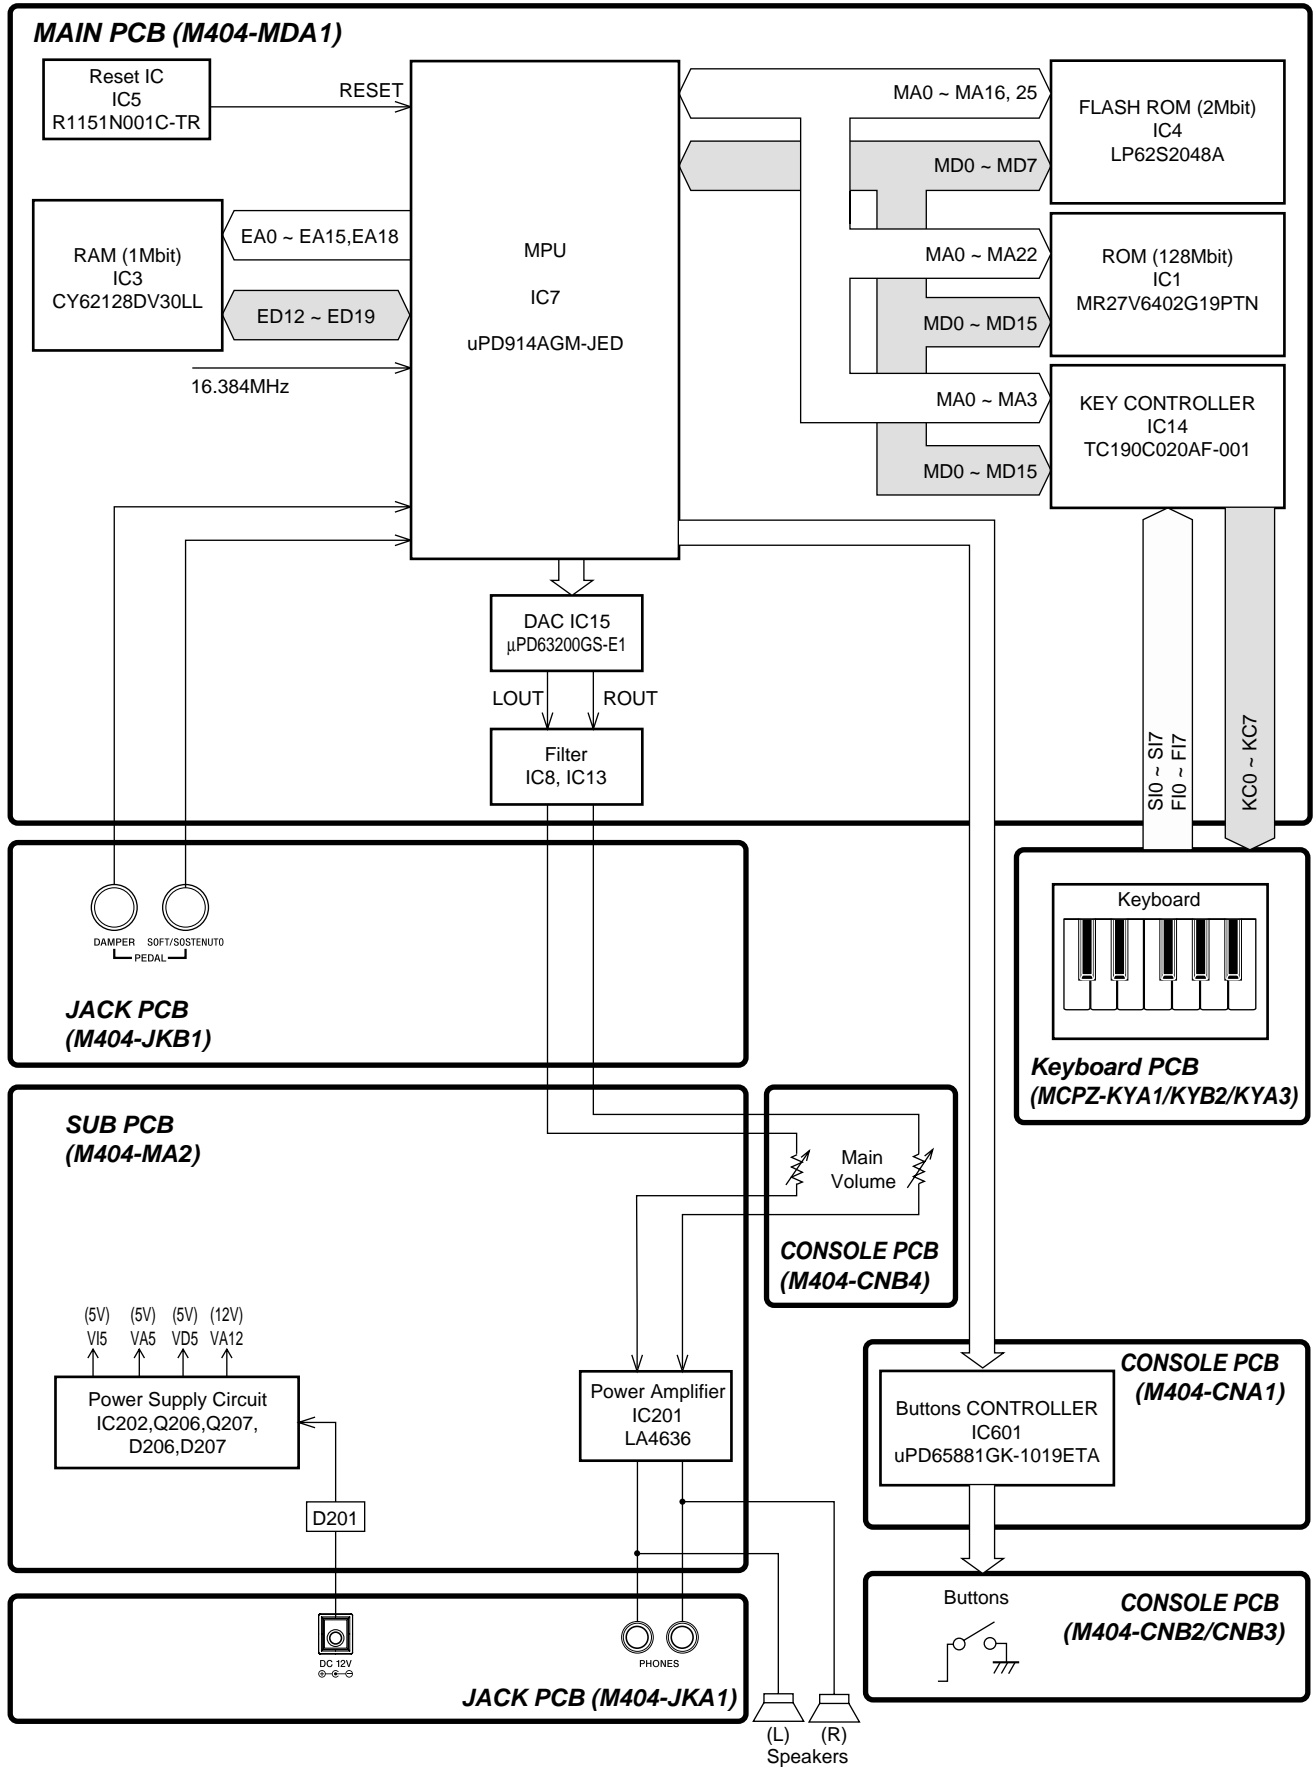 MAIN PCB (M404-MDA1)
Reset IC
IC5
R1151N001C-TR
RESET
MA0 ~ MA16, 25
FLASH ROM (2Mbit)
IC4
LP62S2048A
MD0 ~ MD7
RAM (1Mbit)
IC3
CY62128DV30LL
EA0 ~ EA15,EA18
ED12 ~ ED19
16.384MHz
MPU
IC7
uPD914AGM-JED
MA0 ~ MA22
MD0 ~ MD15
ROM (128Mbit)
IC1
MR27V6402G19PTN
MA0 ~ MA3
MD0 ~ MD15
KEY CONTROLLER
IC14
TC190C020AF-001
DAC IC15
µPD63200GS-E1
LOUT
ROUT
Filter
IC8, IC13
SI0 ~ SI7
FI0 ~ FI7
KC0 ~ KC7
DAMPER
SOFT/SOSTENUTO
PEDAL
JACK PCB
(M404-JKB1)
Keyboard
Keyboard PCB
(MCPZ-KYA1/KYB2/KYA3)
SUB PCB
(M404-MA2)
Main
Volume
CONSOLE PCB
(M404-CNB4)
(5V) (5V) (5V) (12V)
VI5 VA5 VD5 VA12
Power Supply Circuit
IC202,Q206,Q207,
D206,D207
D201
Power Amplifier
IC201
LA4636
CONSOLE PCB
(M404-CNA1)
Buttons CONTROLLER
IC601
uPD65881GK-1019ETA
Buttons
CONSOLE PCB
(M404-CNB2/CNB3)
DC 12V
PHONES
JACK PCB (M404-JKA1)
(L) (R)
Speakers